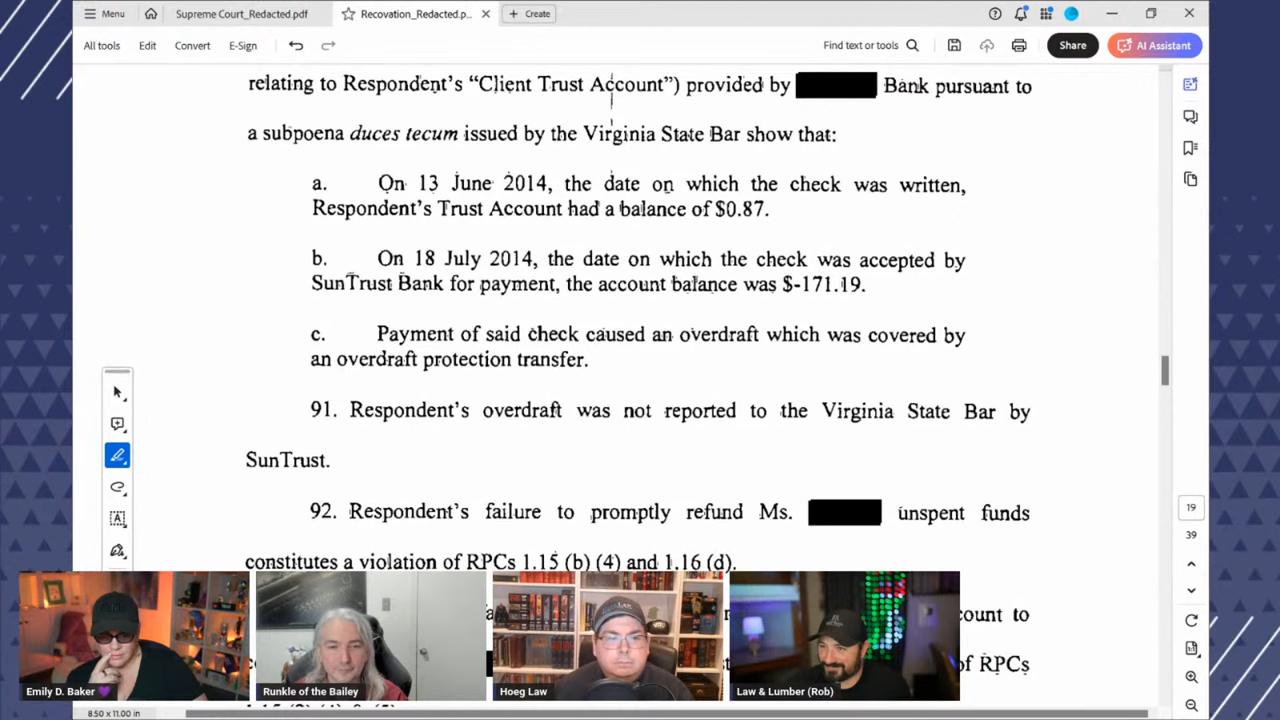 Menu
Supreme Court_Redacted.pdf
Recovation_Redacted.p...
Create
All tools
Edit
Convert
E-Sign
Find text or tools
Share
AI Assistant
relating to Respondent's “Client Trust Account”) provided by Bank pursuant to
a subpoena duces tecum issued by the Virginia State Bar show that:
a. On 13 June 2014, the date on which the check was written,
Respondent's Trust Account had a balance of $0.87.
b. On 18 July 2014, the date on which the check was accepted by
SunTrust Bank for payment, the account balance was $-171.19.
c. Payment of said check caused an overdraft which was covered by
an overdraft protection transfer.
91. Respondent's overdraft was not reported to the Virginia State Bar by
SunTrust.
92. Respondent's failure to promptly refund Ms. unspent funds
constitutes a violation of RPCs 1.15 (b) (4) and 1.16 (d).
ount to
of RPCs
19
39
8.50 x 11.00 in
Emily D. Baker 💜
Runkle of the Bailey
Hoeg Law
Law & Lumber (Rob)